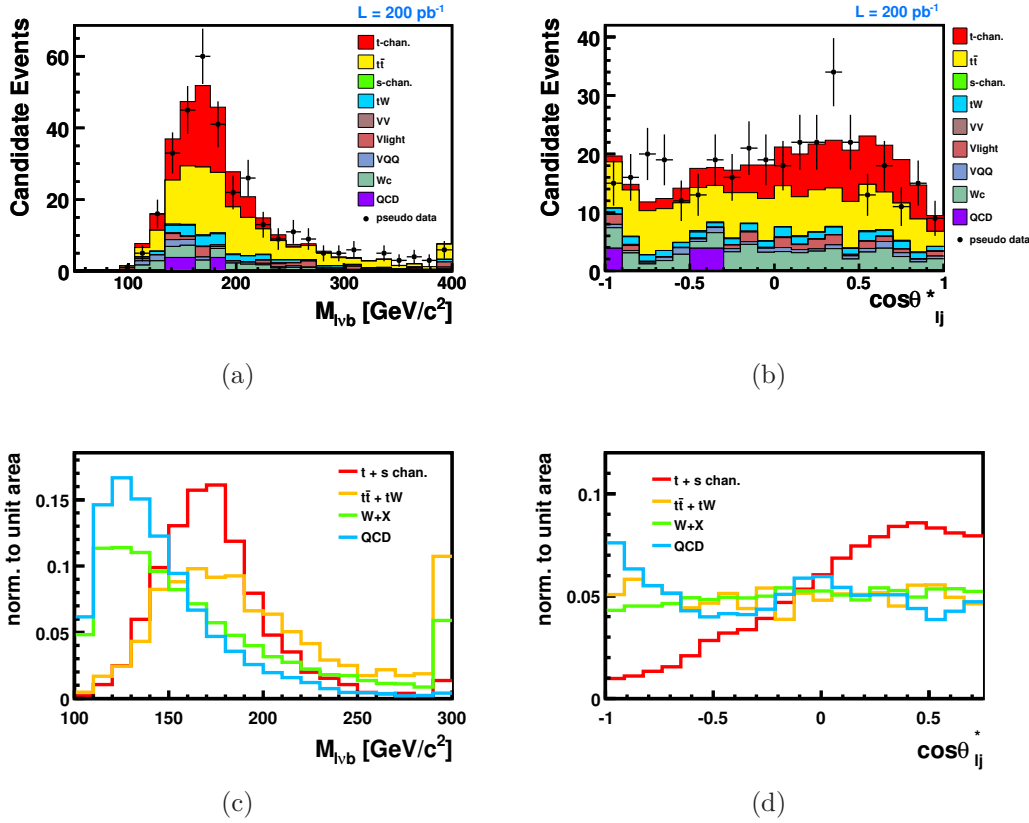 L = 200 pb⁻¹
Candidate Events
60
40
20
0
100 200 300 400
M_lνb [GeV/c²]
t-chan.
tt̄
s-chan.
tW
VV
Vlight
VQQ
Wc
QCD
pseudo data
(a)
L = 200 pb⁻¹
Candidate Events
40
30
20
10
0
-1 -0.5 0 0.5 1
cosθ*_lj
t-chan.
tt̄
s-chan.
tW
VV
Vlight
VQQ
Wc
QCD
pseudo data
(b)
norm. to unit area
0.15
0.1
0.05
0
100 150 200 250 300
M_lνb [GeV/c²]
t + s chan.
tt̄ + tW
W+X
QCD
(c)
norm. to unit area
0.1
0.05
0
-1 -0.5 0 0.5
cosθ*_lj
t + s chan.
tt̄ + tW
W+X
QCD
(d)